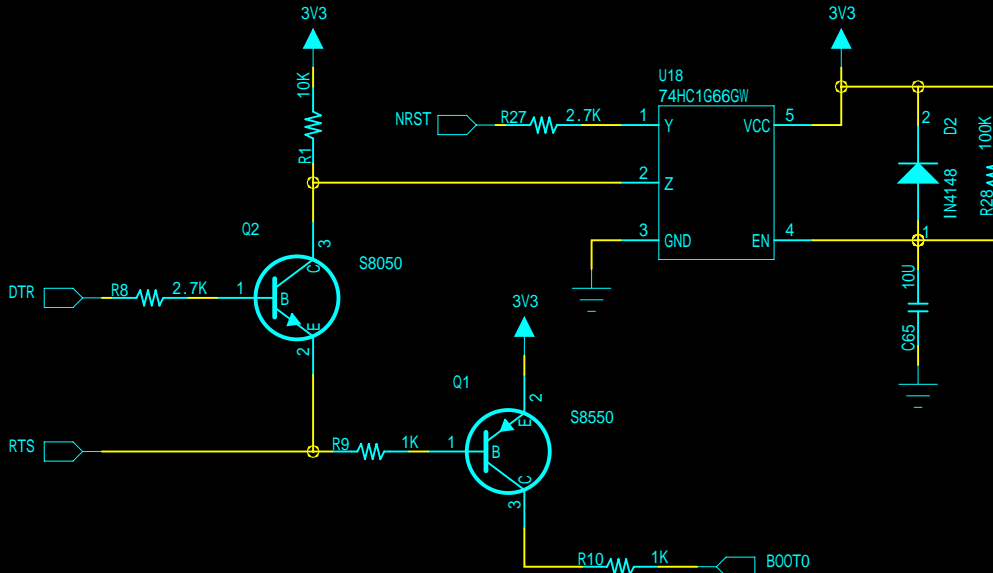 3V3
3V3
10K
R1
U18
74HC1G66GW
NRST
R27
2.7K
1
Y
VCC
5
2
Z
3
GND
EN
4
2
D2
IN4148
1
R28
100K
10U
C65
Q2
3
C
S8050
DTR
R8
2.7K
1
B
E
2
3V3
Q1
2
E
S8550
RTS
R9
1K
1
B
C
3
R10
1K
BOOT0